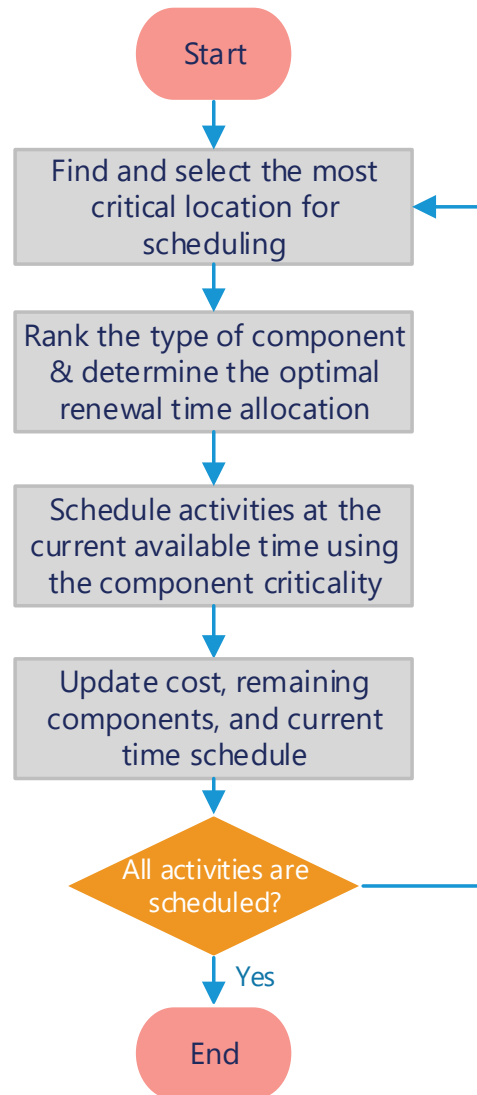 Start
Find and select the most
critical location for
scheduling
Rank the type of component
& determine the optimal
renewal time allocation
Schedule activities at the
current available time using
the component criticality
Update cost, remaining
components, and current
time schedule
All activities are
scheduled?
Yes
End